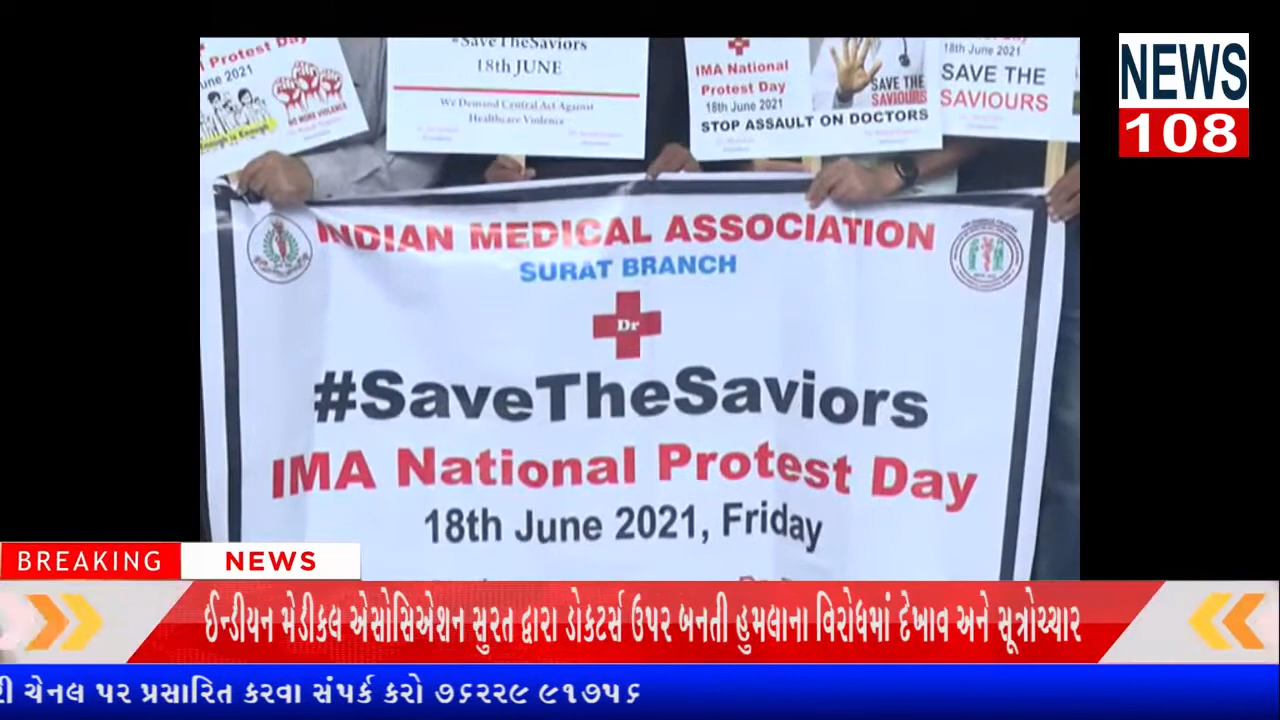 Protest Day
June 2021
NO MORE VIOLENCE
#SaveTheSaviors
18th JUNE
We Demand Central Act Against
Healthcare Violence
IMA National
Protest Day
18th June 2021
SAVE THE
SAVIOURS
STOP ASSAULT ON DOCTORS
Day
18th June 2021
SAVE THE
SAVIOURS
NEWS
108
INDIAN MEDICAL ASSOCIATION
SURAT BRANCH
Dr
#SaveTheSaviors
IMA National Protest Day
18th June 2021, Friday
BREAKING NEWS
ઈન્ડીયન મેડીકલ એસોસિએશન સુરત દ્વારા ડોકટર્સ ઉપર બનતી હુમલાના વિરોધમાં દેખાવ અને સૂત્રોચ્ચાર
ચેનલ પર પ્રસારિત કરવા સંપર્ક કરો ૭૬૨૨૯ ૯૧૭૫૬